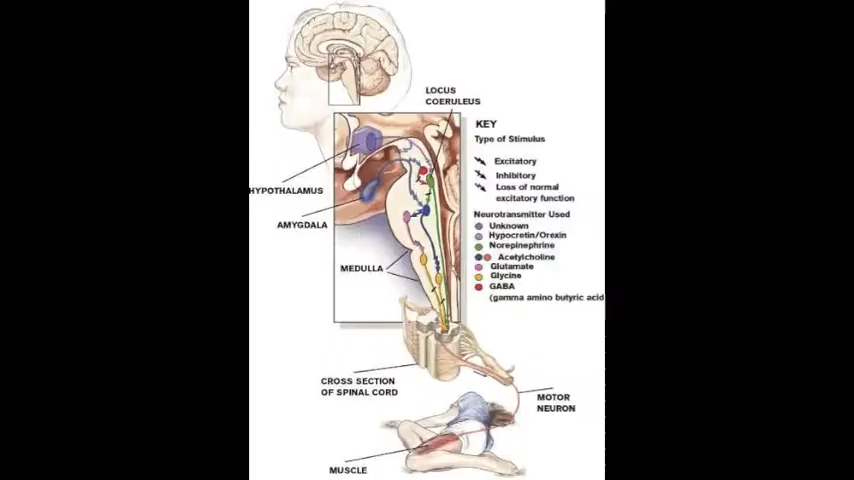 LOCUS
COERULEUS
KEY
Type of Stimulus
Excitatory
Inhibitory
Loss of normal
excitatory function
HYPOTHALAMUS
AMYGDALA
Neurotransmitter Used
Unknown
Hypocretin/Orexin
Norepinephrine
Acetylcholine
Glutamate
Glycine
GABA
(gamma amino butyric acid
MEDULLA
CROSS SECTION
OF SPINAL CORD
MOTOR
NEURON
MUSCLE